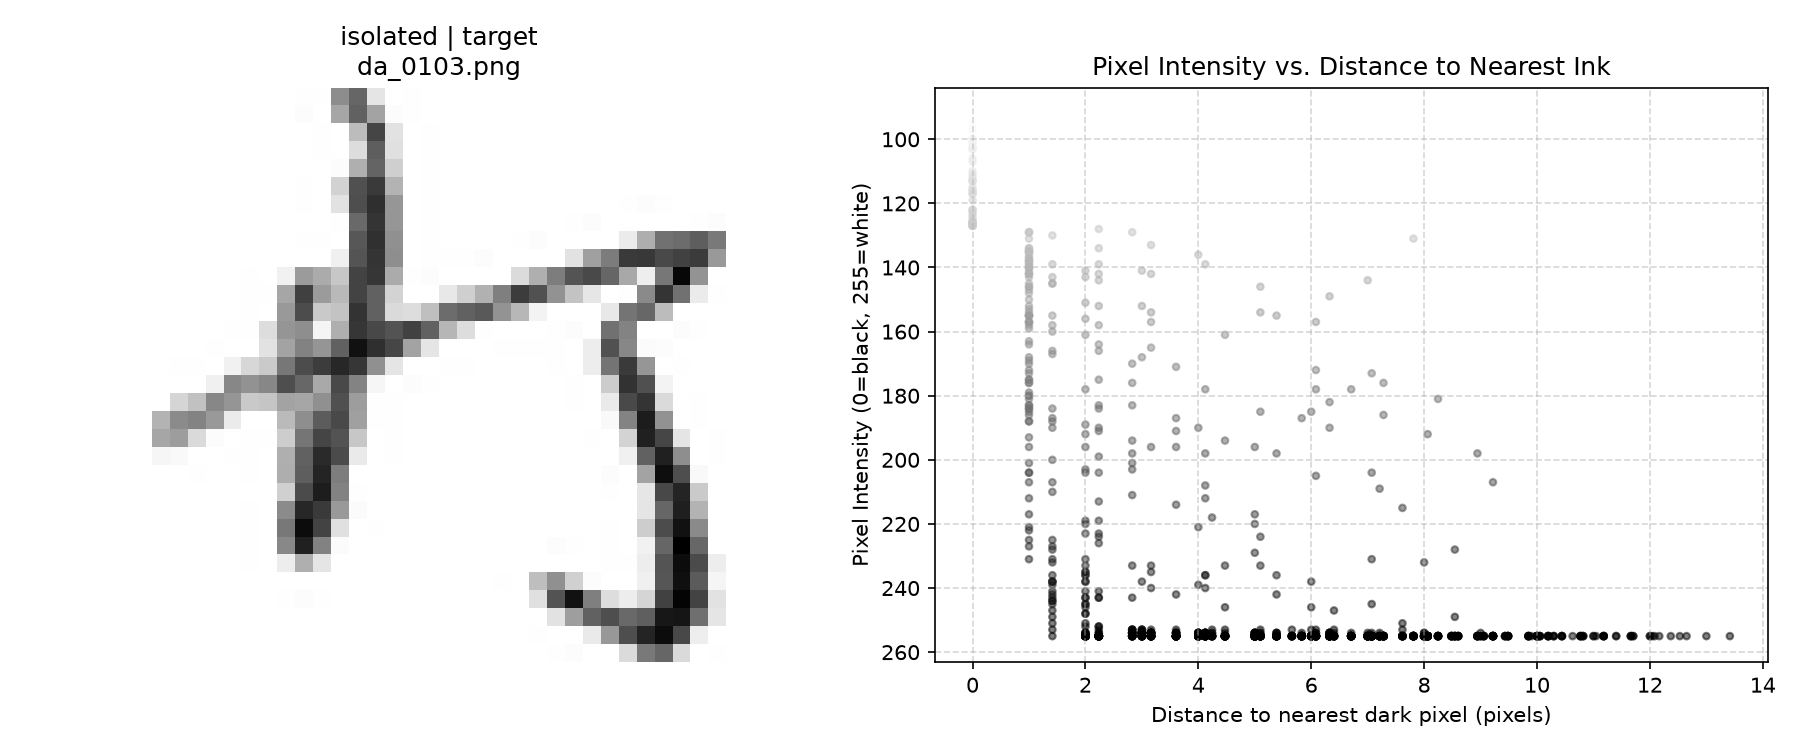 isolated | target
da_0103.png
Pixel Intensity vs. Distance to Nearest Ink
Pixel Intensity (0=black, 255=white)
100
120
140
160
180
200
220
240
260
0 2 4 6 8 10 12 14
Distance to nearest dark pixel (pixels)